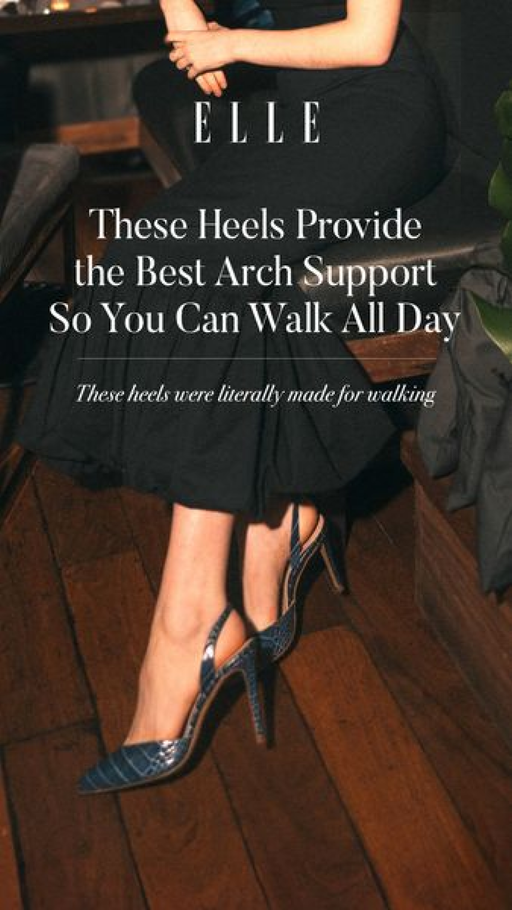 ELLE
These Heels Provide
the Best Arch Support
So You Can Walk All Day
These heels were literally made for walking